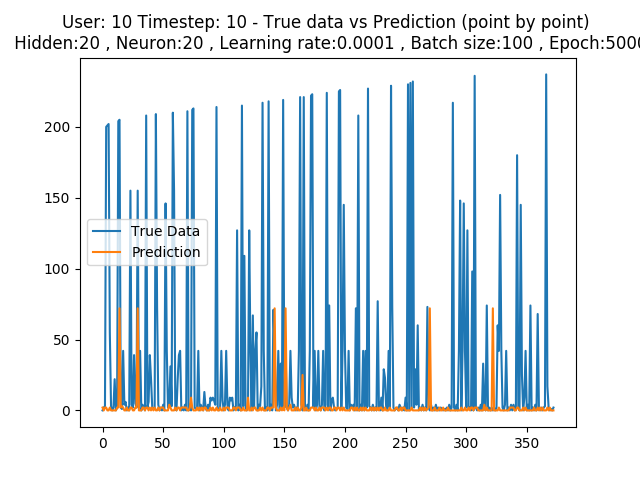 User: 10 Timestep: 10 - True data vs Prediction (point by point)
Hidden:20 , Neuron:20 , Learning rate:0.0001 , Batch size:100 , Epoch:5000
200
150
100
50
0
True Data
Prediction
0 50 100 150 200 250 300 350